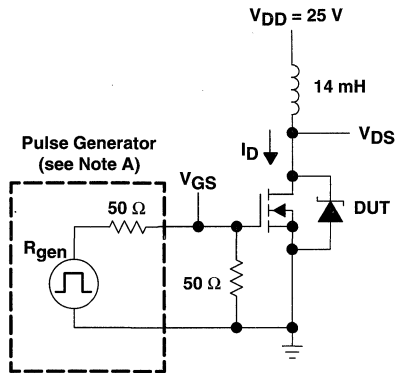 VDD = 25 V
14 mH
VDS
ID
Pulse Generator
(see Note A)
VGS
50 Ω
DUT
Rgen
50 Ω